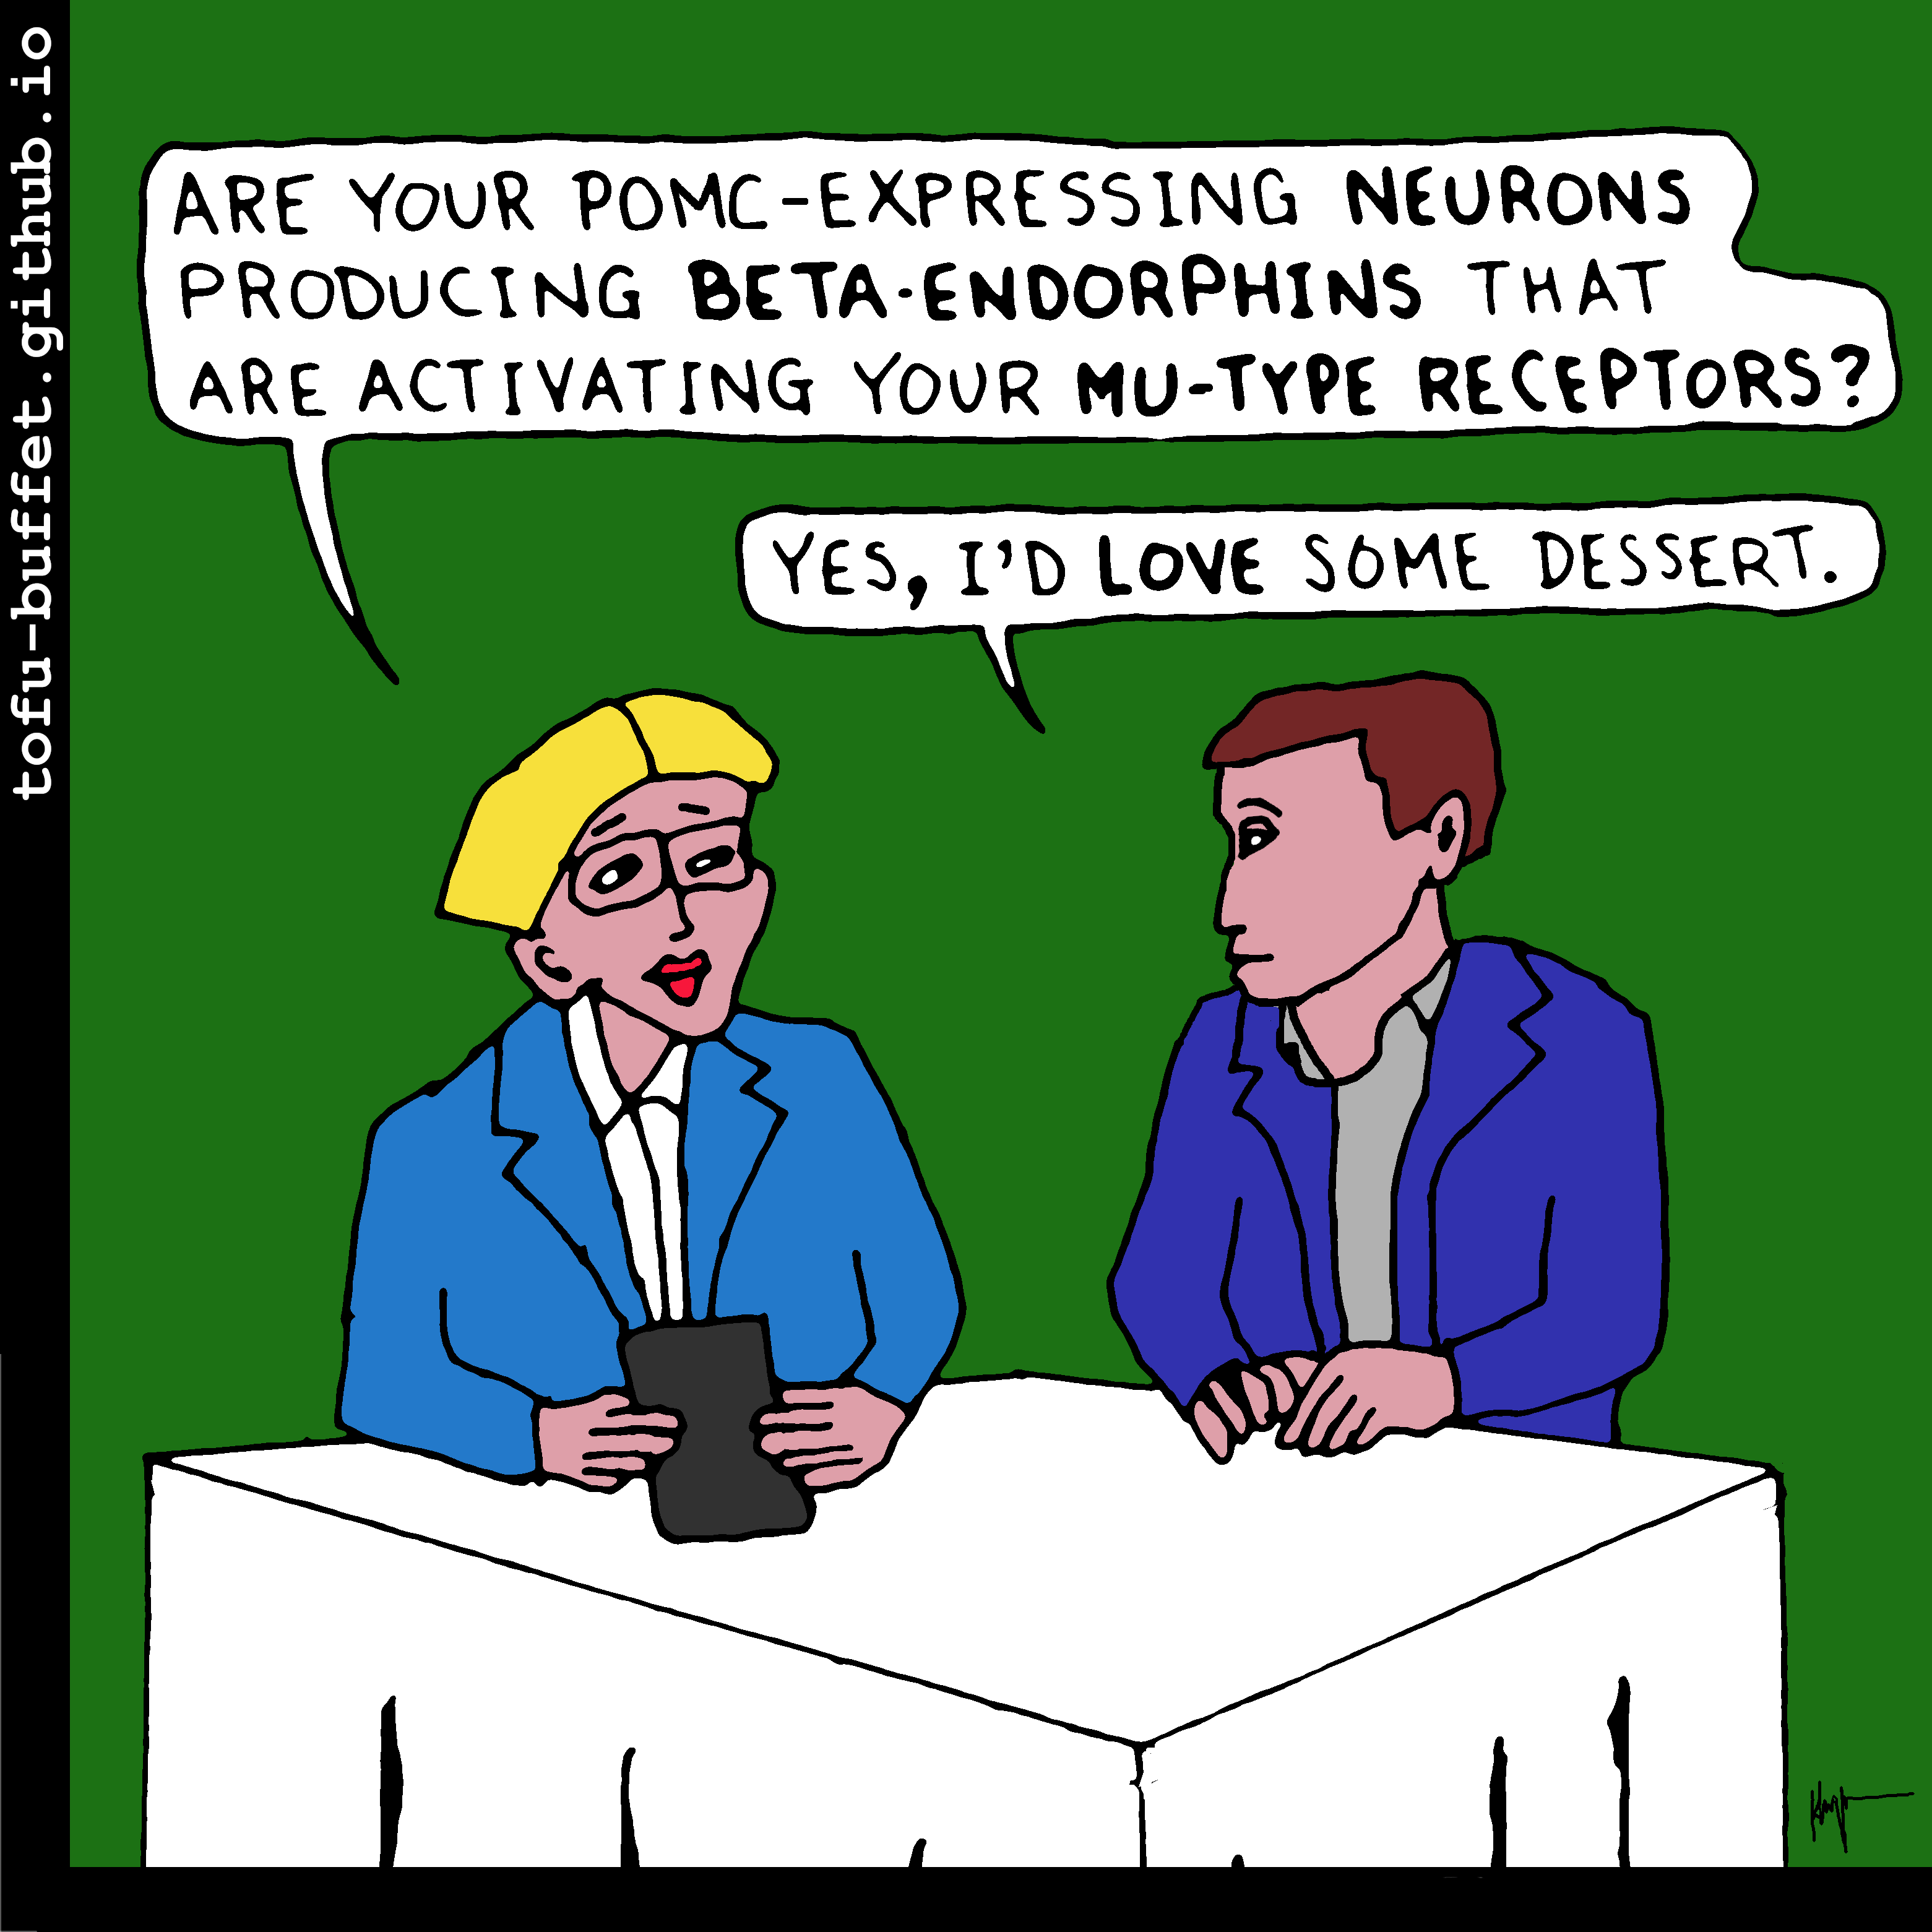 tofu-buffet.github.io
ARE YOUR POMC-EXPRESSING NEURONS
PRODUCING BETA-ENDORPHINS THAT
ARE ACTIVATING YOUR MU-TYPE RECEPTORS?
YES, I'D LOVE SOME DESSERT.